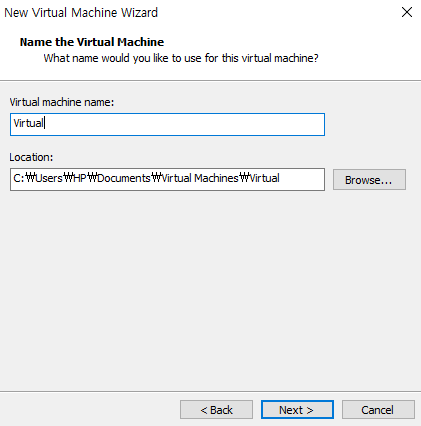 New Virtual Machine Wizard
Name the Virtual Machine
What name would you like to use for this virtual machine?
Virtual machine name:
Virtual
Location:
C:₩Users₩HP₩Documents₩Virtual Machines₩Virtual
Browse...
< Back
Next >
Cancel